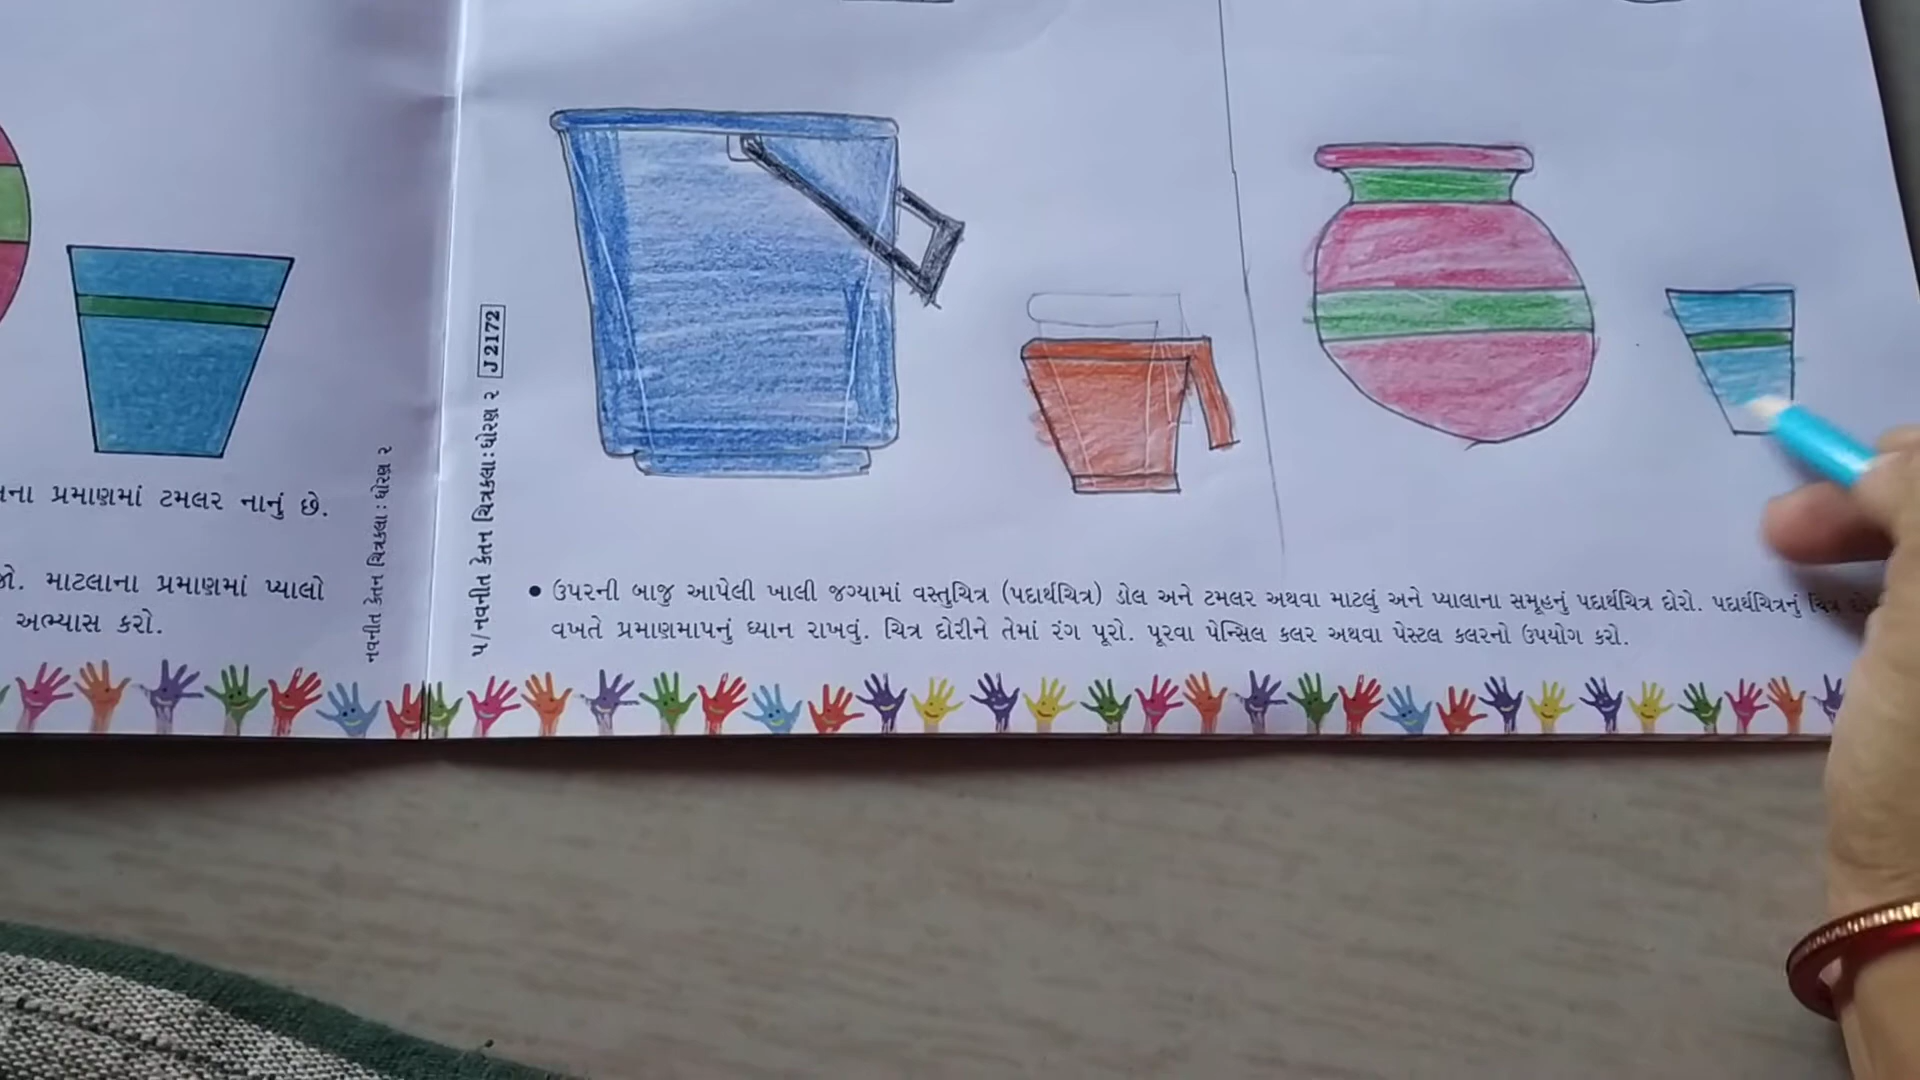 પ્રમાણમાં ટમલર નાનું છે.
માટલાના પ્રમાણમાં પ્યાલો
અભ્યાસ કરો.
નવનીત કેતન ચિત્રકલા : ધોરણ ૨
૫/નવનીત કેતન ચિત્રકલા : ધોરણ ૨ J 2172
● ઉપરની બાજુ આપેલી ખાલી જગ્યામાં વસ્તુચિત્ર (પદાર્થચિત્ર) ડોલ અને ટમલર અથવા માટલું અને પ્યાલાના સમૂહનું પદાર્થચિત્ર દોરો. પદાર્થચિત્રનું ચિત્ર
વખતે પ્રમાણમાપનું ધ્યાન રાખવું. ચિત્ર દોરીને તેમાં રંગ પૂરો. પૂરવા પેન્સિલ કલર અથવા પેસ્ટલ કલરનો ઉપયોગ કરો.